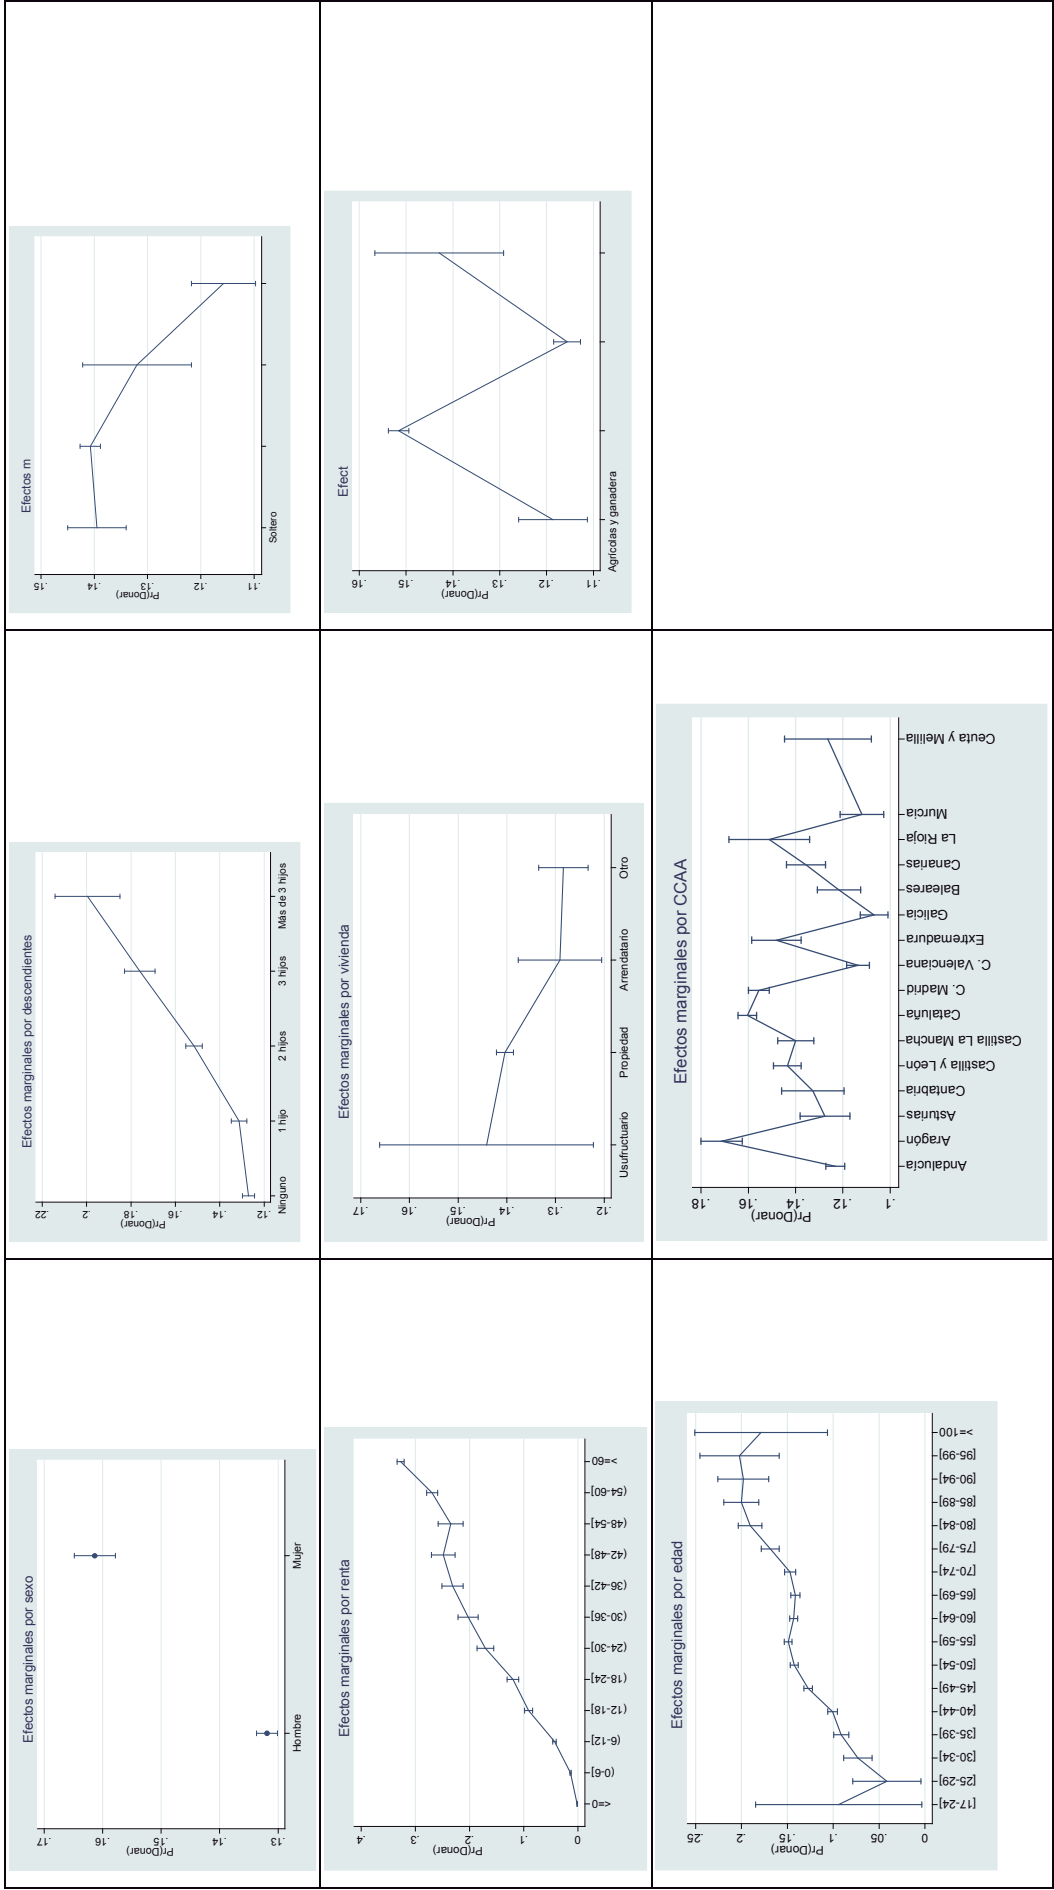 Efectos marginales por sexo
.17
.16
.15
.14
.13
Pr(Donar)
Hombre
Mujer
Efectos marginales por descendientes
.22
.2
.18
.16
.14
.12
Pr(Donar)
Ninguno
1 hijo
2 hijos
3 hijos
Más de 3 hijos
Efectos m
.15
.14
.13
.12
.11
Pr(Donar)
Soltero
Efectos marginales por renta
.4
.3
.2
.1
0
Pr(Donar)
<=0
(0-6]
(6-12]
(12-18]
(18-24]
(24-30]
(30-36]
(36-42]
(42-48]
(48-54]
(54-60]
>=60
Efectos marginales por vivienda
.17
.16
.15
.14
.13
.12
Pr(Donar)
Usufructuario
Propiedad
Arrendatario
Otro
Efect
.16
.15
.14
.13
.12
.11
Pr(Donar)
Agrícolas y ganadera
Efectos marginales por edad
.25
.2
.15
.1
.05
0
Pr(Donar)
[17-24]
[25-29]
[30-34]
[35-39]
[40-44]
[45-49]
[50-54]
[55-59]
[60-64]
[65-69]
[70-74]
[75-79]
[80-84]
[85-89]
[90-94]
[95-99]
>=100
Efectos marginales por CCAA
.18
.16
.14
.12
.1
Pr(Donar)
Andalucía
Aragón
Asturias
Cantabria
Castilla y León
Castilla La Mancha
Cataluña
C. Madrid
C. Valenciana
Extremadura
Galicia
Baleares
Canarias
La Rioja
Murcia
Ceuta y Melilla